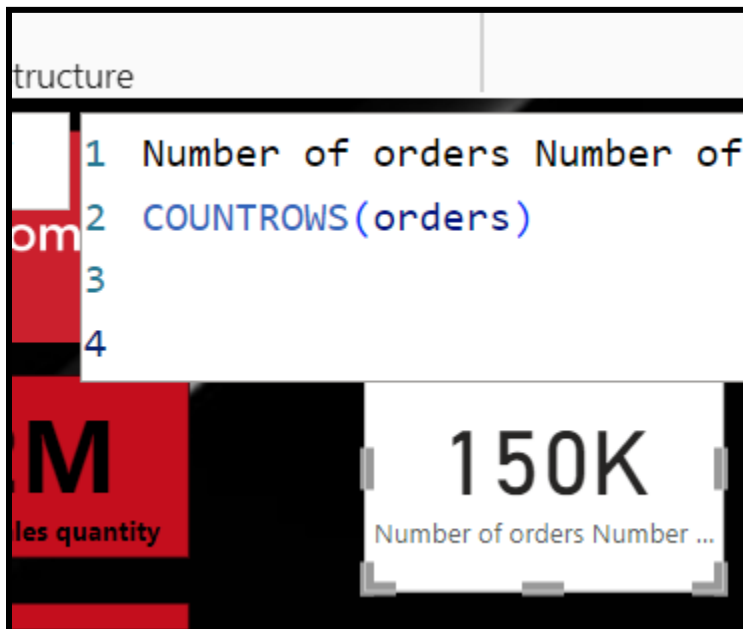 tructure
1 Number of orders Number of
2 COUNTROWS(orders)
om
3
4
M
les quantity
150K
Number of orders Number ...